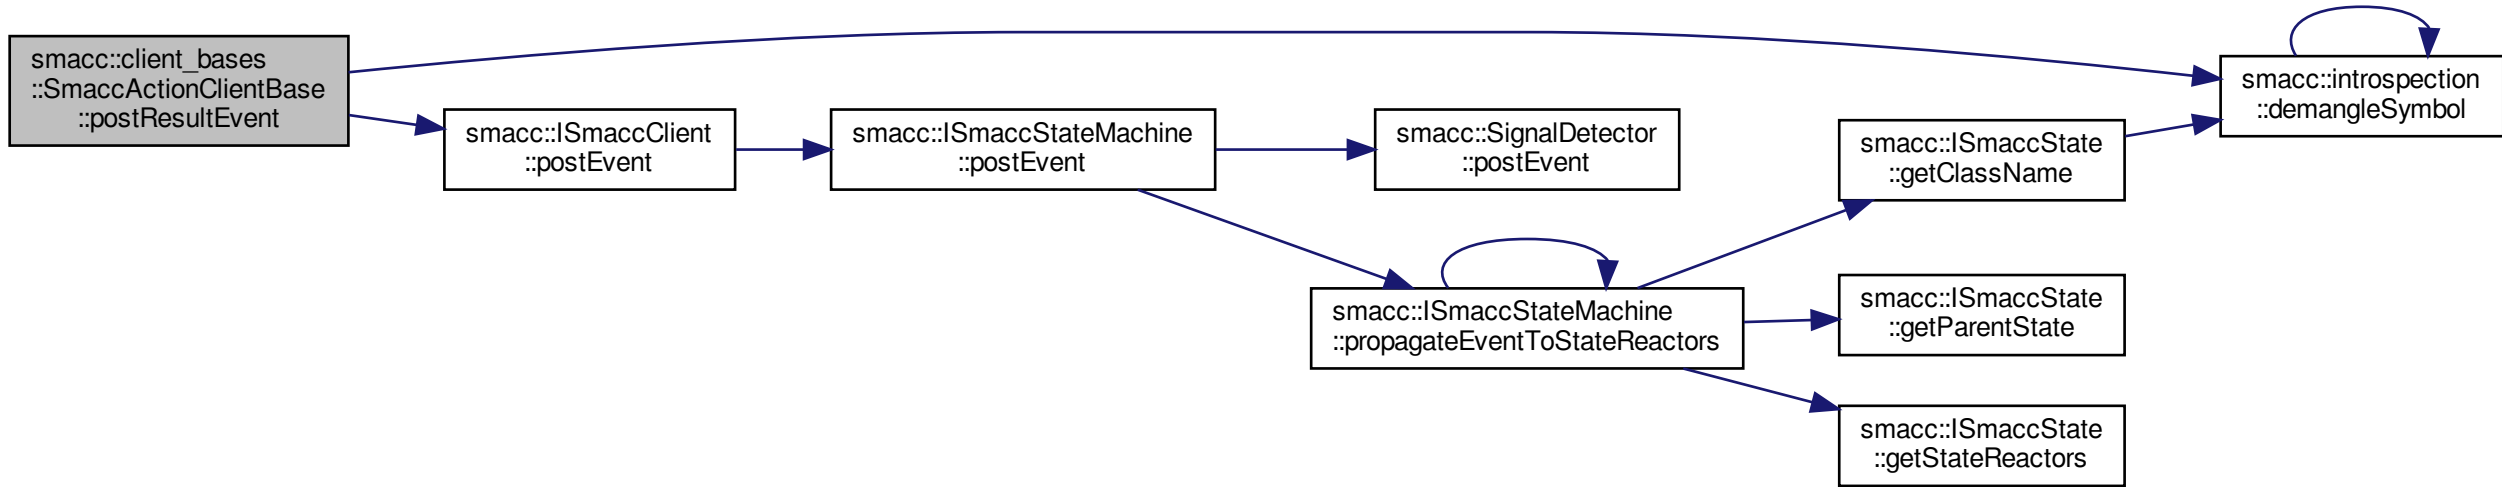 smacc::client_bases
::SmaccActionClientBase
::postResultEvent
smacc::ISmaccClient
::postEvent
smacc::ISmaccStateMachine
::postEvent
smacc::SignalDetector
::postEvent
smacc::ISmaccStateMachine
::propagateEventToStateReactors
smacc::ISmaccState
::getClassName
smacc::introspection
::demangleSymbol
smacc::ISmaccState
::getParentState
smacc::ISmaccState
::getStateReactors